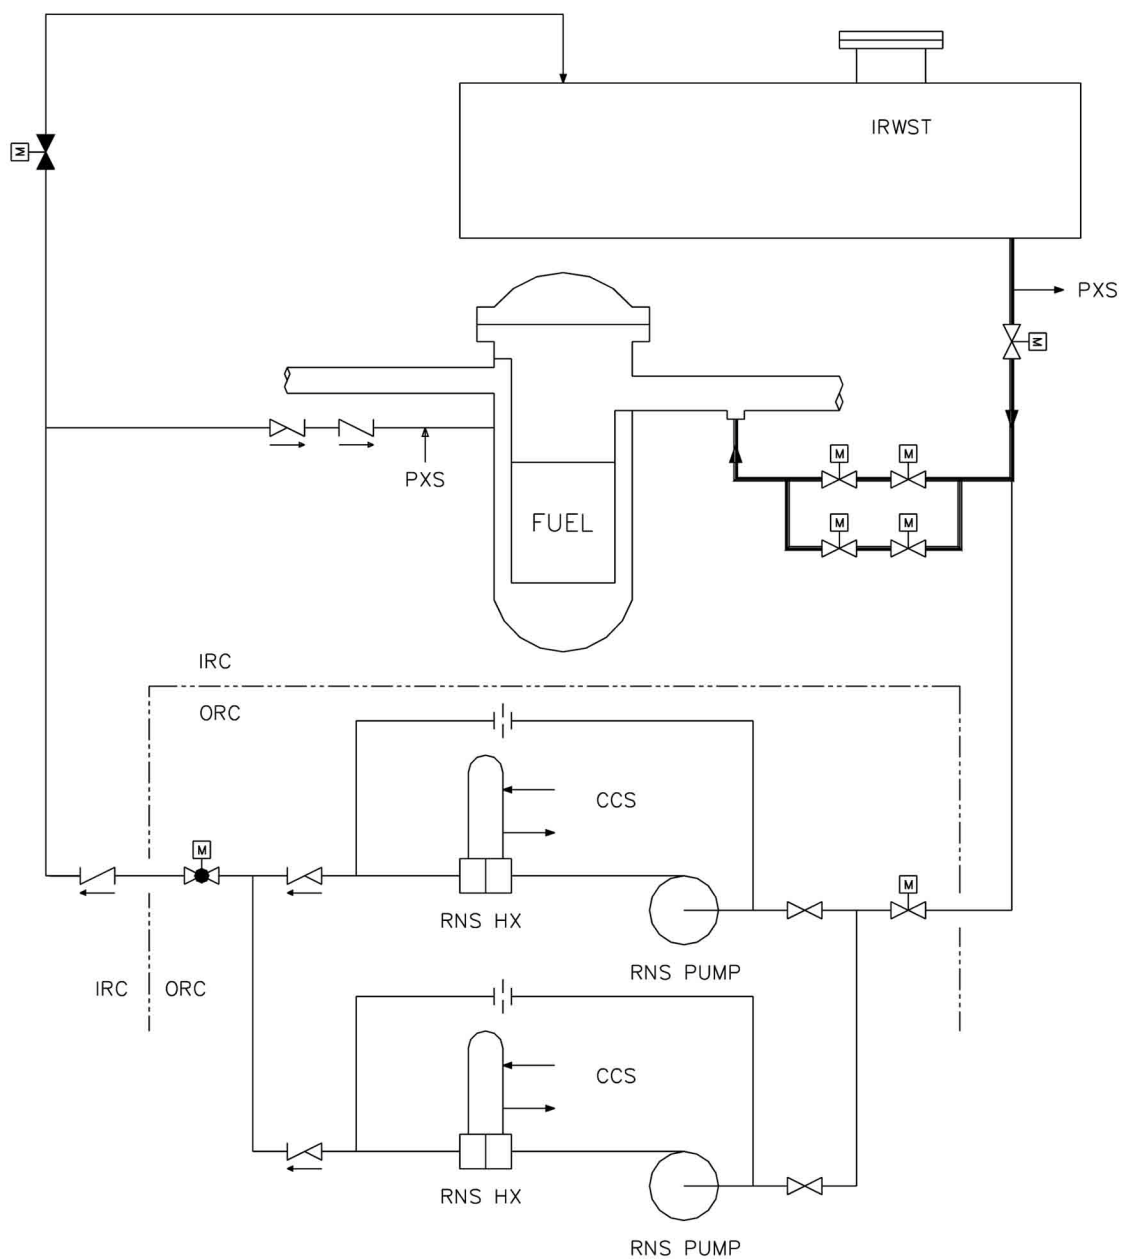 IRWST
M
PXS
M
PXS
M
M
M
M
FUEL
IRC
ORC
CCS
M
M
RNS HX
RNS PUMP
IRC
ORC
CCS
RNS HX
RNS PUMP